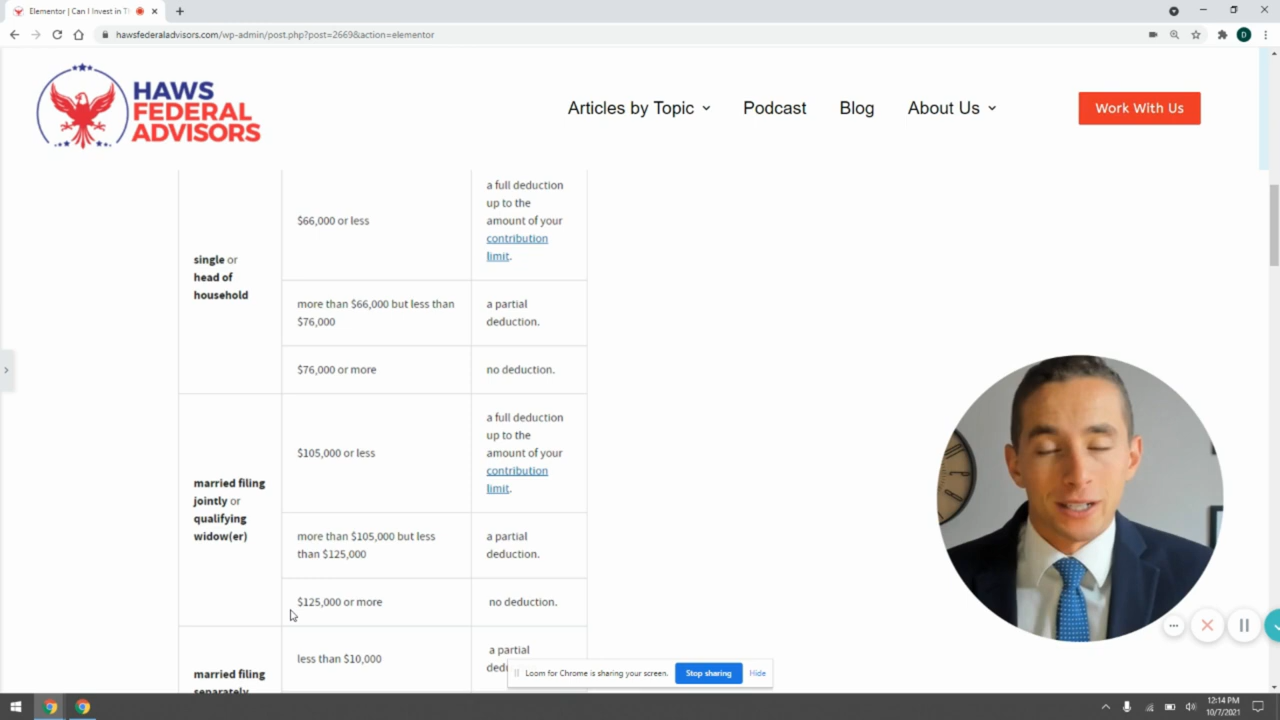 Elementor | Can I Invest in T
hawsfederaladvisors.com/wp-admin/post.php?post=2669&action=elementor
D
HAWS
FEDERAL
ADVISORS
Articles by Topic
Podcast
Blog
About Us
Work With Us
single or
head of
household
$66,000 or less
a full deduction
up to the
amount of your
contribution
limit.
more than $66,000 but less than
$76,000
a partial
deduction.
$76,000 or more
no deduction.
married filing
jointly or
qualifying
widow(er)
$105,000 or less
a full deduction
up to the
amount of your
contribution
limit.
more than $105,000 but less
than $125,000
a partial
deduction.
$125,000 or more
no deduction.
married filing
separately
less than $10,000
a partial
dedu
Loom for Chrome is sharing your screen.
Stop sharing
Hide
12:14 PM
10/7/2021